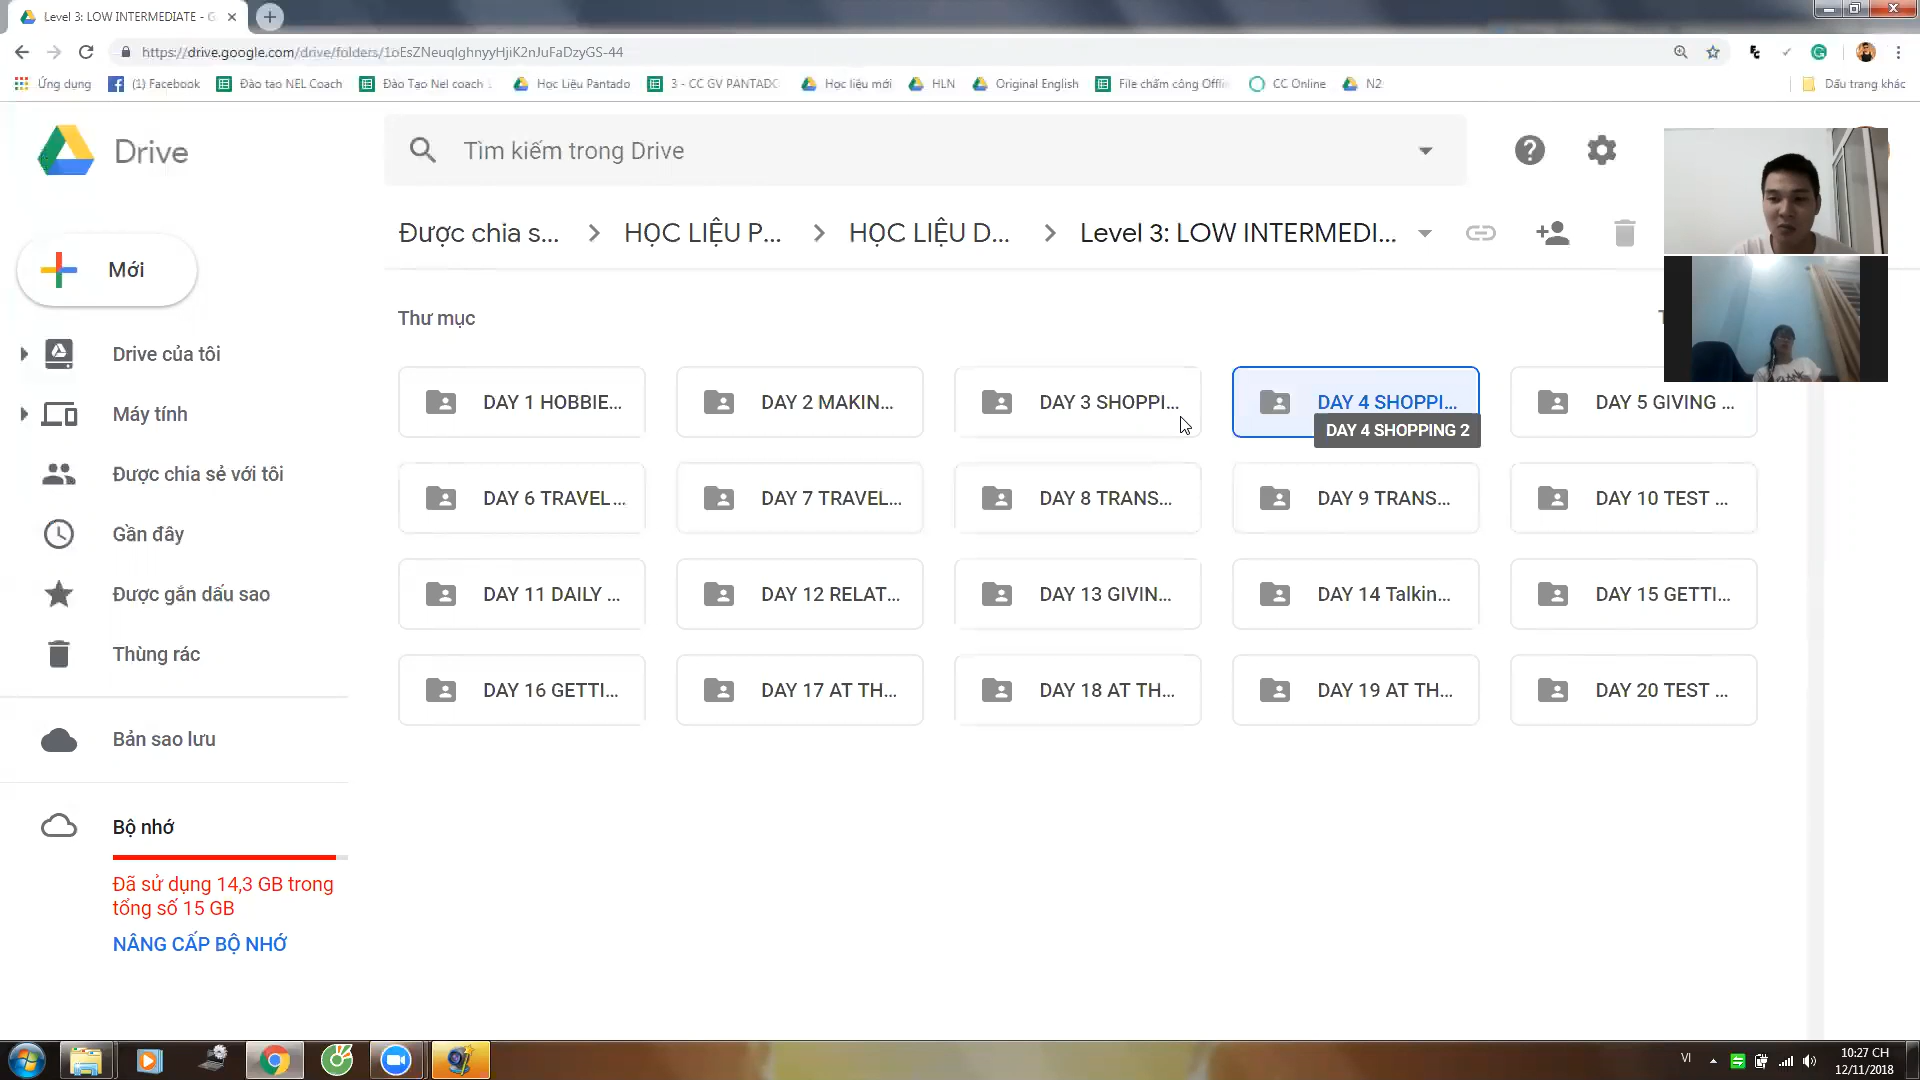 Level 3: LOW INTERMEDIATE - G
https://drive.google.com/drive/folders/1oEsZNeuqIghnyyHjiK2nJuFaDzyGS-44
Ứng dụng
(1) Facebook
Đào tạo NEL Coach
Đào Tạo Nel coach
Học Liệu Pantado
3 - CC GV PANTADO
Học liệu mới
HLN
Original English
File chấm công Offli
CC Online
N2
Dấu trang khác
Drive
Tìm kiếm trong Drive
Được chia s... > HỌC LIỆU P... > HỌC LIỆU D... > Level 3: LOW INTERMEDI...
Mới
Drive của tôi
Máy tính
Được chia sẻ với tôi
Gần đây
Được gắn dấu sao
Thùng rác
Bản sao lưu
Bộ nhớ
Đã sử dụng 14,3 GB trong
tổng số 15 GB
NÂNG CẤP BỘ NHỚ
Thư mục
DAY 1 HOBBIE...
DAY 2 MAKIN...
DAY 3 SHOPPI...
DAY 4 SHOPPI...
DAY 5 GIVING ...
DAY 4 SHOPPING 2
DAY 6 TRAVEL ...
DAY 7 TRAVEL...
DAY 8 TRANS...
DAY 9 TRANS...
DAY 10 TEST ...
DAY 11 DAILY ...
DAY 12 RELAT...
DAY 13 GIVIN...
DAY 14 Talkin...
DAY 15 GETTI...
DAY 16 GETTI...
DAY 17 AT TH...
DAY 18 AT TH...
DAY 19 AT TH...
DAY 20 TEST ...
VI
10:27 CH
12/11/2018